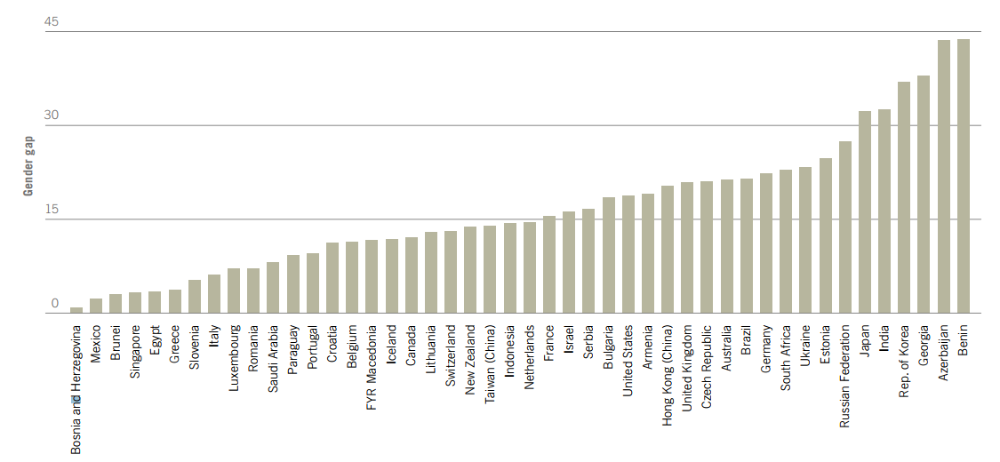 45
30
15
0
Gender gap
Bosnia and Herzegovina
Mexico
Brunei
Singapore
Egypt
Greece
Slovenia
Italy
Luxembourg
Romania
Saudi Arabia
Paraguay
Portugal
Croatia
Belgium
FYR Macedonia
Iceland
Canada
Lithuania
Switzerland
New Zealand
Taiwan (China)
Indonesia
Netherlands
France
Israel
Serbia
Bulgaria
United States
Armenia
Hong Kong (China)
United Kingdom
Czech Republic
Australia
Brazil
Germany
South Africa
Ukraine
Estonia
Russian Federation
Japan
India
Rep. of Korea
Georgia
Azerbaijan
Benin